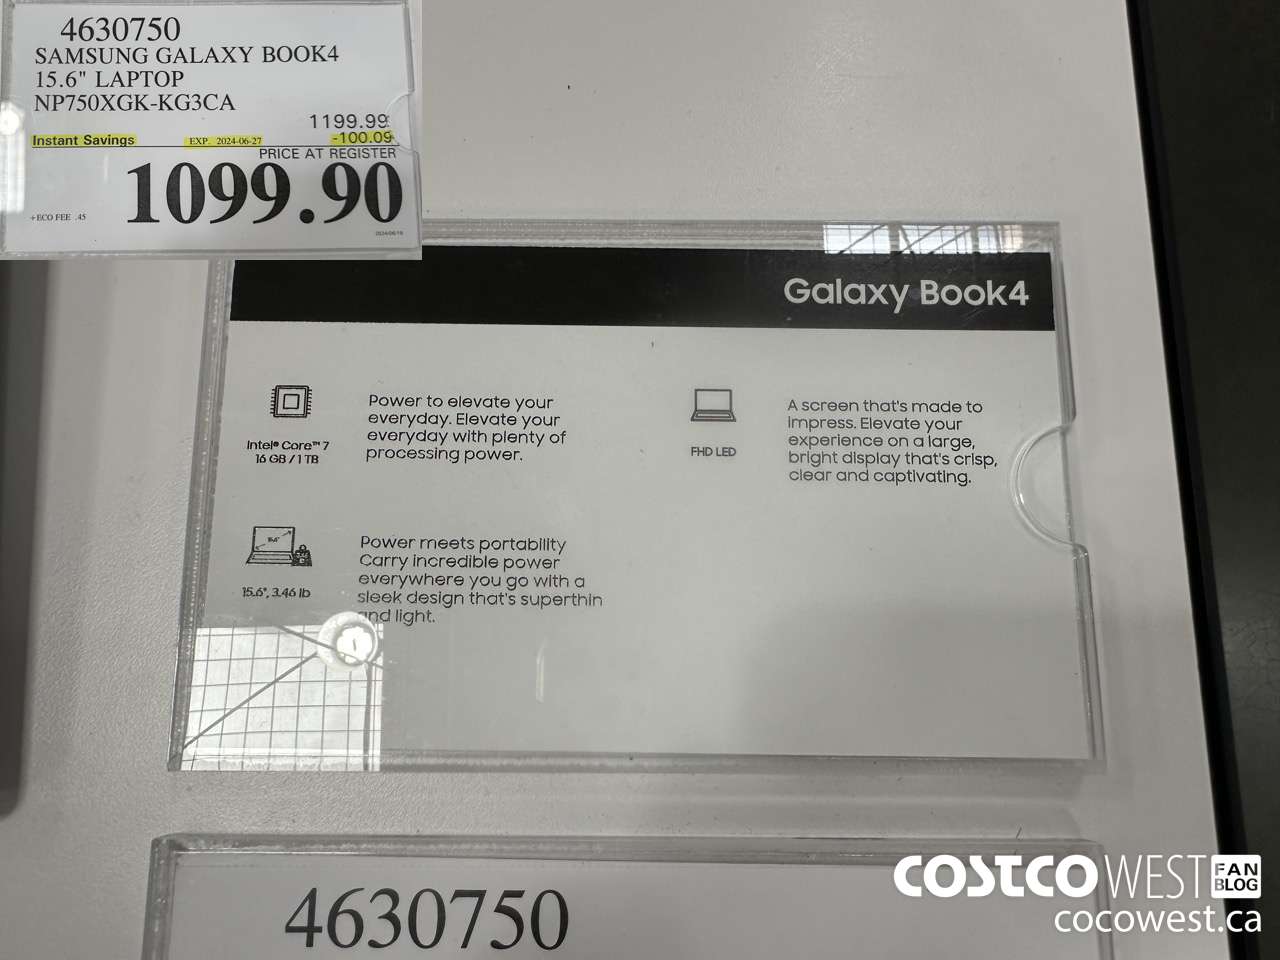 4630750
SAMSUNG GALAXY BOOK4
15.6" LAPTOP
NP750XGK-KG3CA
1199.99
Instant Savings EXP. 2024-06-27 -100.09
PRICE AT REGISTER
1099.90
+ECO FEE .45
Galaxy Book4
Intel® Core™ 7
16 GB / 1 TB
Power to elevate your
everyday. Elevate your
everyday with plenty of
processing power.
FHD LED
A screen that's made to
impress. Elevate your
experience on a large,
bright display that's crisp,
clear and captivating.
15.6"
15.6", 3.46 lb
Power meets portability
Carry incredible power
everywhere you go with a
sleek design that's superthin
and light.
4630750
COSTCO WEST FAN BLOG
cocowest.ca